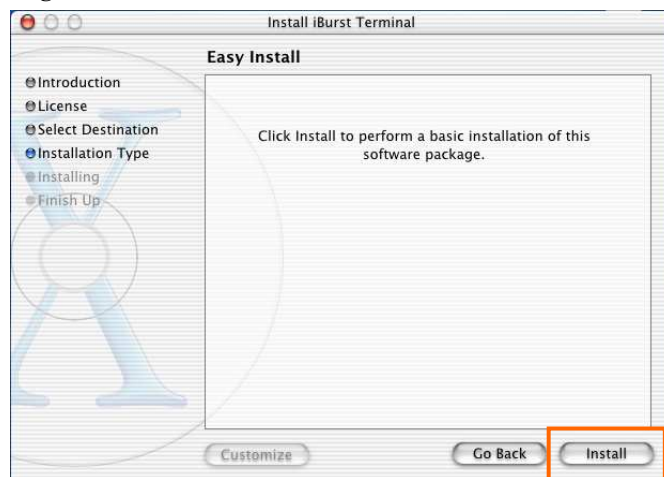 Install iBurst Terminal
Easy Install
Introduction
License
Select Destination
Installation Type
Installing
Finish Up
Click Install to perform a basic installation of this
software package.
Customize
Go Back
Install